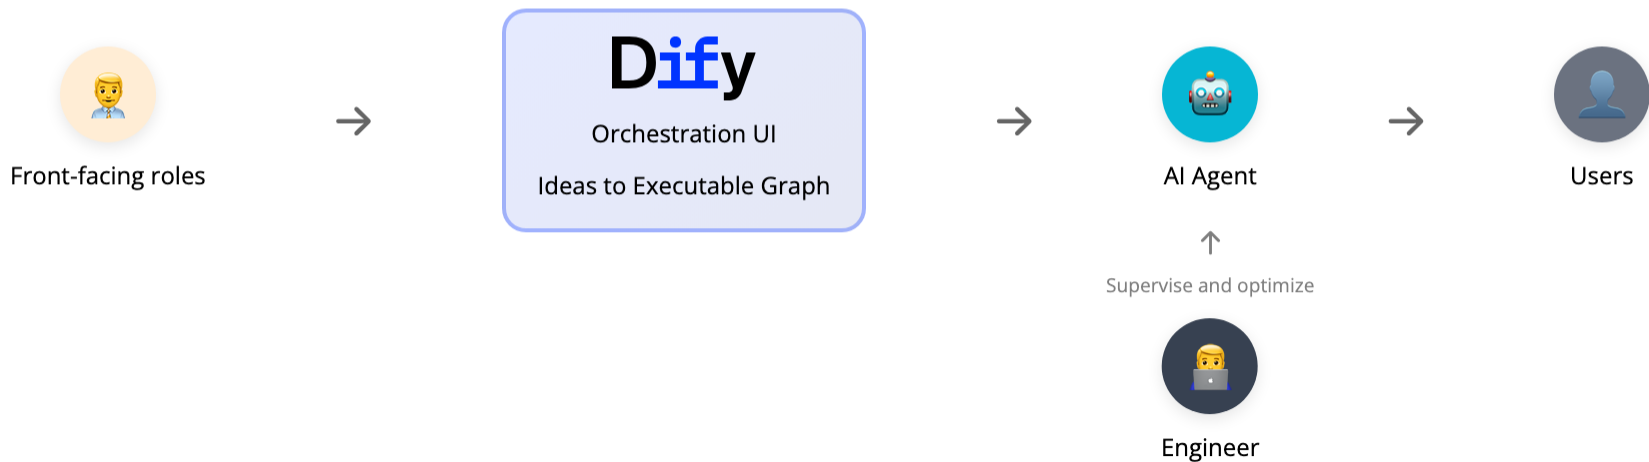 Dify
Orchestration UI
Ideas to Executable Graph
Front-facing roles
AI Agent
Users
Supervise and optimize
Engineer